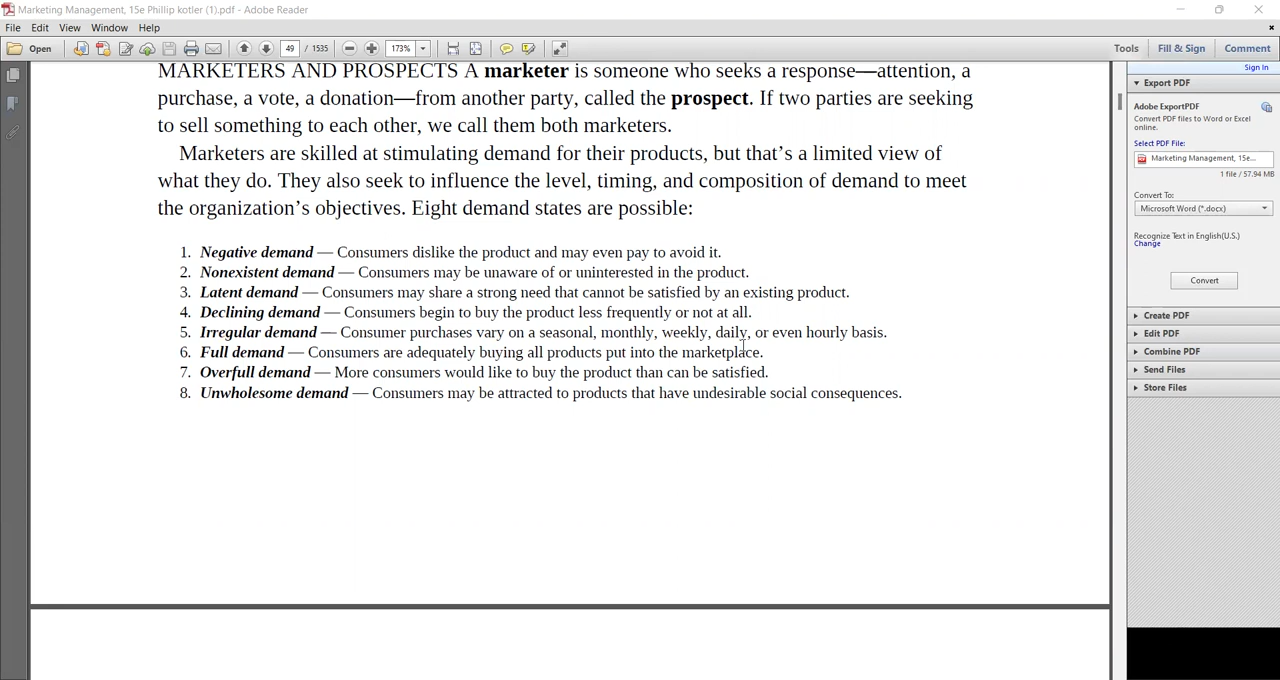 Marketing Management, 15e Phillip kotler (1).pdf - Adobe Reader
File Edit View Window Help
Open 49 / 1535 173% Tools Fill & Sign Comment
MARKETERS AND PROSPECTS A marketer is someone who seeks a response—attention, a
purchase, a vote, a donation—from another party, called the prospect. If two parties are seeking
to sell something to each other, we call them both marketers.
Marketers are skilled at stimulating demand for their products, but that's a limited view of
what they do. They also seek to influence the level, timing, and composition of demand to meet
the organization's objectives. Eight demand states are possible:
1. Negative demand — Consumers dislike the product and may even pay to avoid it.
2. Nonexistent demand — Consumers may be unaware of or uninterested in the product.
3. Latent demand — Consumers may share a strong need that cannot be satisfied by an existing product.
4. Declining demand — Consumers begin to buy the product less frequently or not at all.
5. Irregular demand — Consumer purchases vary on a seasonal, monthly, weekly, daily, or even hourly basis.
6. Full demand — Consumers are adequately buying all products put into the marketplace.
7. Overfull demand — More consumers would like to buy the product than can be satisfied.
8. Unwholesome demand — Consumers may be attracted to products that have undesirable social consequences.
Sign In
Export PDF
Adobe ExportPDF
Convert PDF files to Word or Excel
online.
Select PDF File:
Marketing Management, 15e...
1 file / 57.94 MB
Convert To:
Microsoft Word (*.docx)
Recognize Text in English(U.S.)
Change
Convert
Create PDF
Edit PDF
Combine PDF
Send Files
Store Files